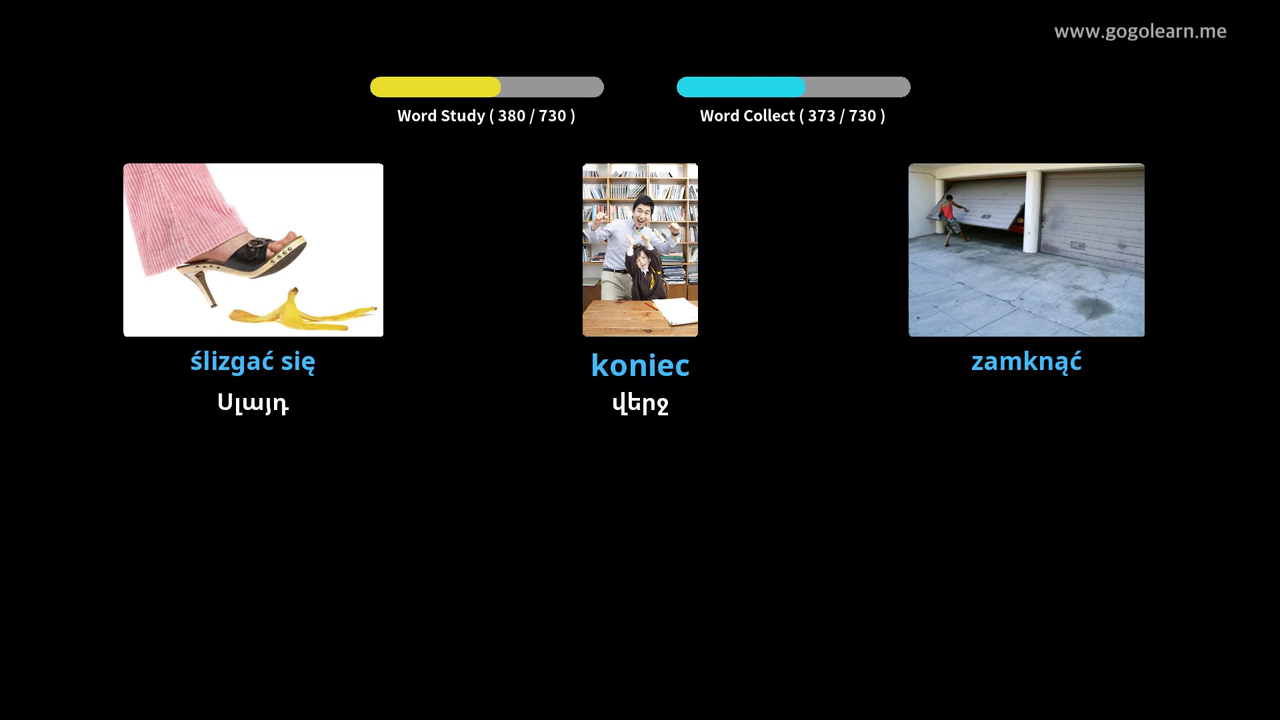 www.gogolearn.me
Word Study ( 380 / 730 )
Word Collect ( 373 / 730 )
ślizgać się
koniec
zamknąć
Սլայդ
վերջ